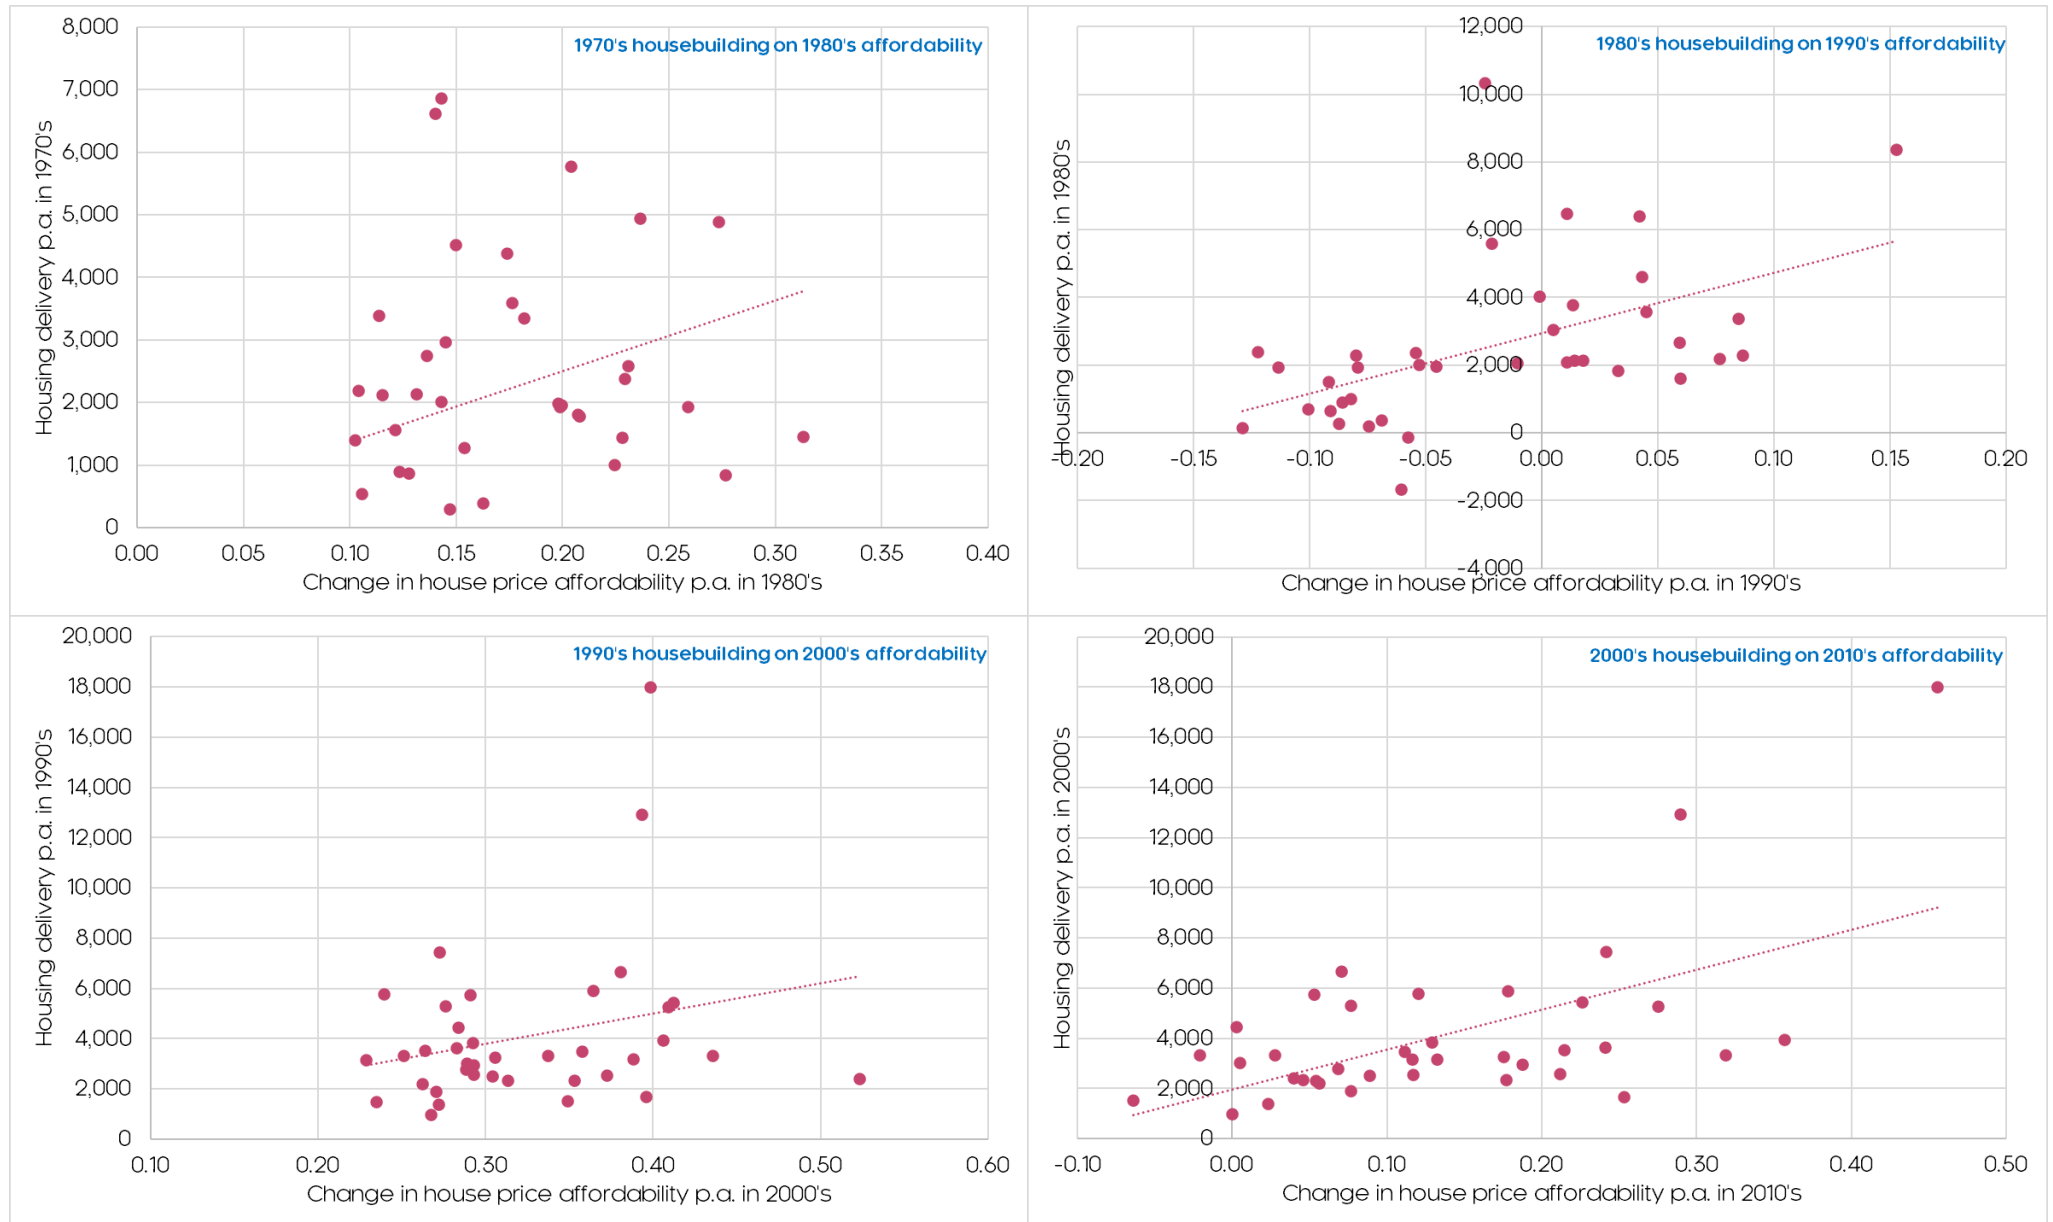 1970's housebuilding on 1980's affordability
Housing delivery p.a. in 1970's
8,000
7,000
6,000
5,000
4,000
3,000
2,000
1,000
0
0.00 0.05 0.10 0.15 0.20 0.25 0.30 0.35 0.40
Change in house price affordability p.a. in 1980's
1980's housebuilding on 1990's affordability
Housing delivery p.a. in 1980's
12,000
10,000
8,000
6,000
4,000
2,000
0
-2,000
-4,000
-0.20 -0.15 -0.10 -0.05 0.00 0.05 0.10 0.15 0.20
Change in house price affordability p.a. in 1990's
1990's housebuilding on 2000's affordability
Housing delivery p.a. in 1990's
20,000
18,000
16,000
14,000
12,000
10,000
8,000
6,000
4,000
2,000
0
0.10 0.20 0.30 0.40 0.50 0.60
Change in house price affordability p.a. in 2000's
2000's housebuilding on 2010's affordability
Housing delivery p.a. in 2000's
20,000
18,000
16,000
14,000
12,000
10,000
8,000
6,000
4,000
2,000
0
-0.10 0.00 0.10 0.20 0.30 0.40 0.50
Change in house price affordability p.a. in 2010's